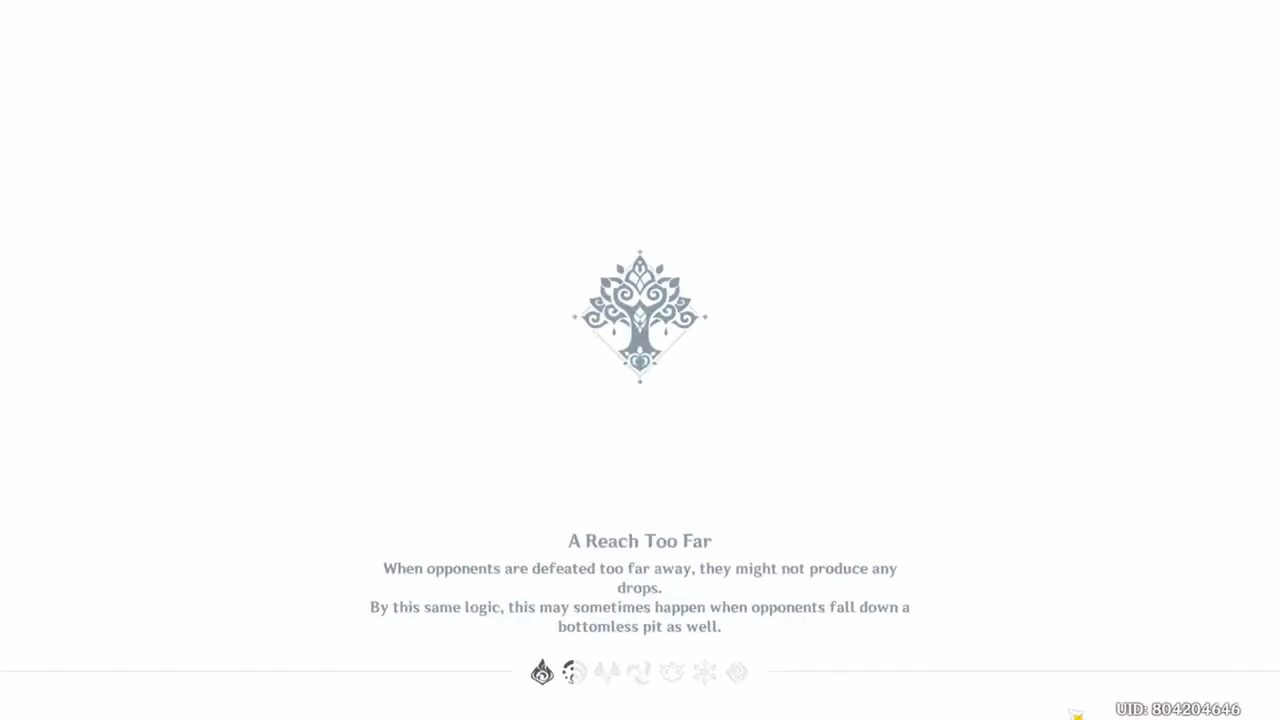 A Reach Too Far
When opponents are defeated too far away, they might not produce any
drops.
By this same logic, this may sometimes happen when opponents fall down a
bottomless pit as well.
UID: 804204646